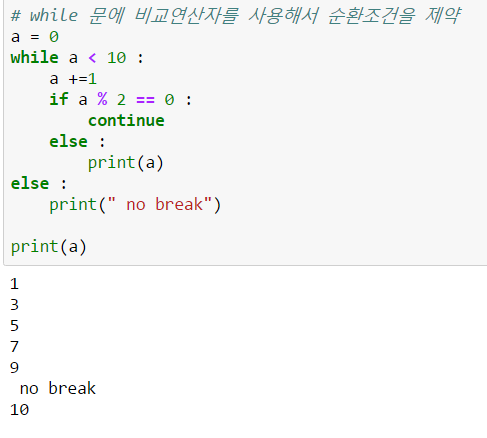 # while 문에 비교연산자를 사용해서 순환조건을 제약
a = 0
while a < 10 :
    a +=1
    if a % 2 == 0 :
        continue
    else :
        print(a)
else :
    print(" no break")

print(a)
1
3
5
7
9
 no break
10